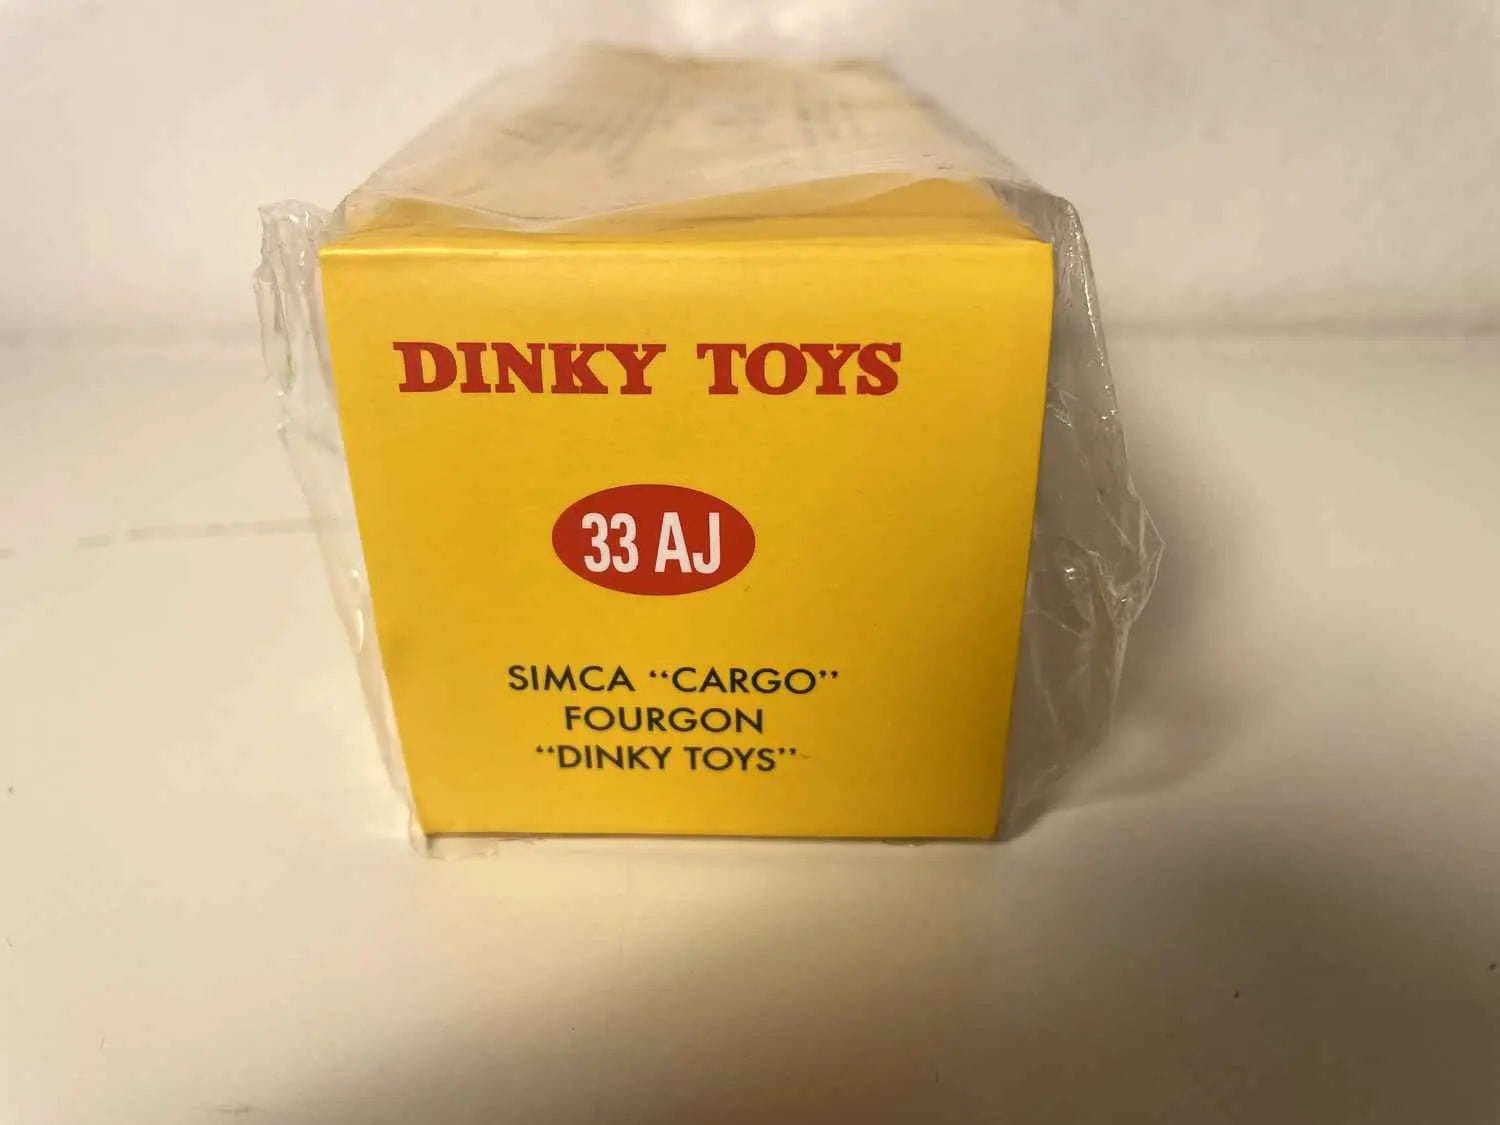 DINKY TOYS
33 AJ
SIMCA “CARGO”
FOURGON
“DINKY TOYS”